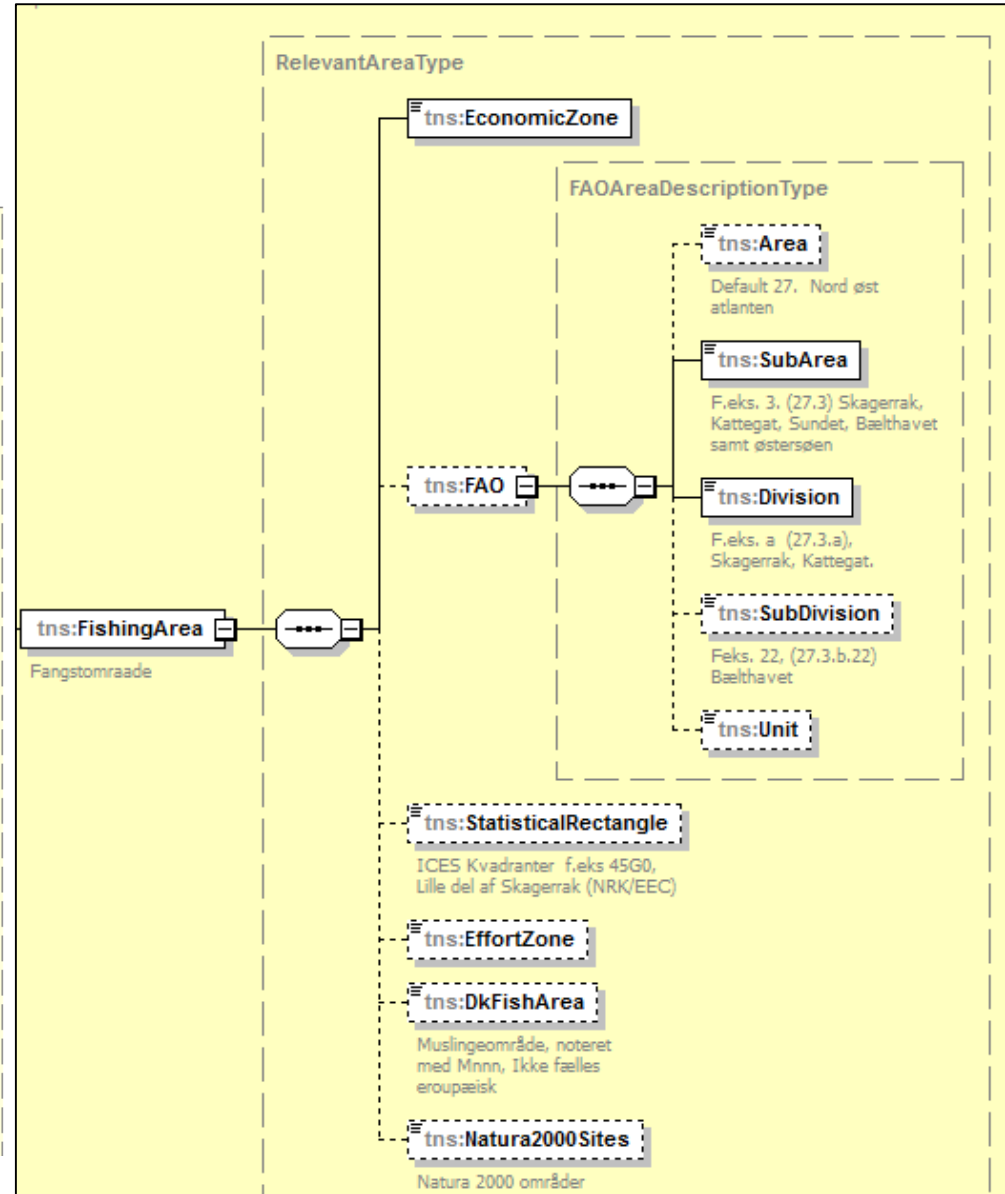 RelevantAreaType
tns:EconomicZone
FAOAreaDescriptionType
tns:Area
Default 27.  Nord øst
atlanten
tns:SubArea
F.eks. 3. (27.3) Skagerrak,
Kattegat, Sundet, Bælthavet
samt østersøen
tns:FAO
tns:Division
F.eks. a  (27.3.a),
Skagerrak, Kattegat.
tns:SubDivision
Feks. 22, (27.3.b.22)
Bælthavet
tns:FishingArea
Fangstomraade
tns:Unit
tns:StatisticalRectangle
ICES Kvadranter  f.eks 45G0,
Lille del af Skagerrak (NRK/EEC)
tns:EffortZone
tns:DkFishArea
Muslingeområde, noteret
med Mnnn, Ikke fælles
eroupæisk
tns:Natura2000Sites
Natura 2000 områder